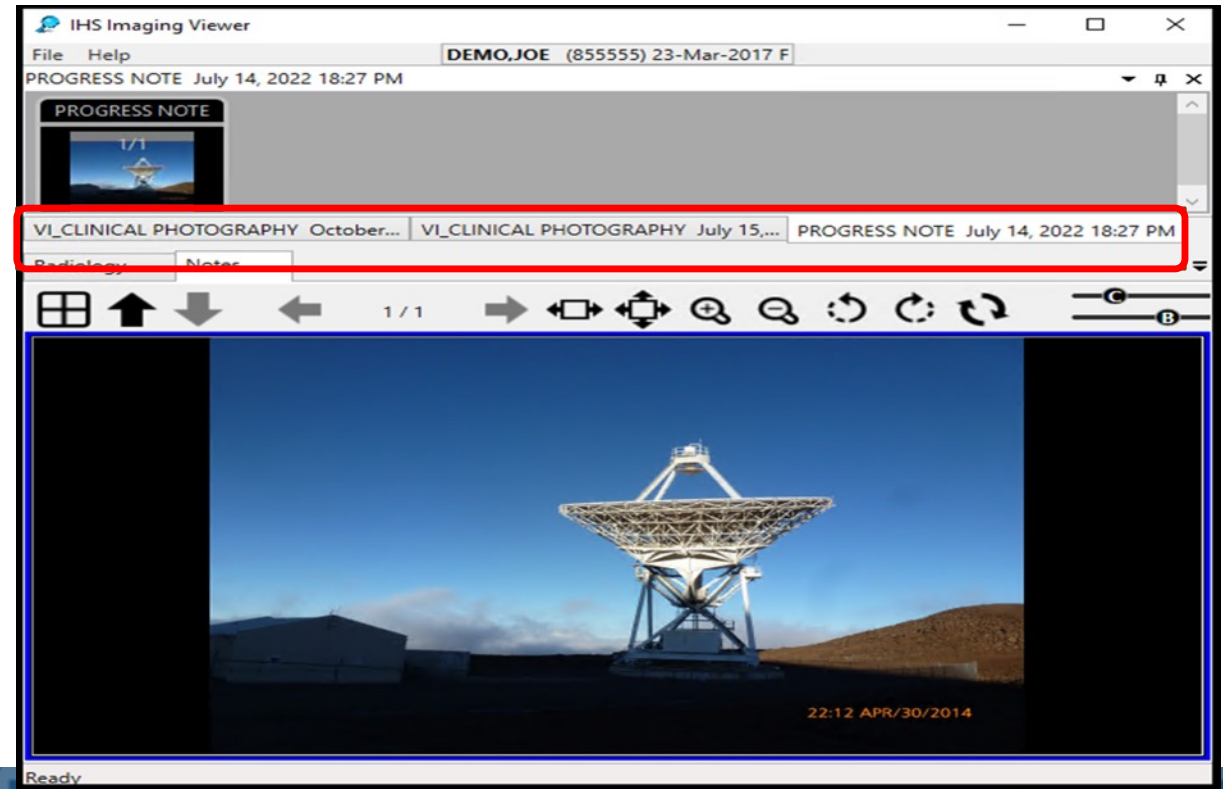 IHS Imaging Viewer
File Help DEMO,JOE (855555) 23-Mar-2017 F
PROGRESS NOTE July 14, 2022 18:27 PM
PROGRESS NOTE
1/1
VI_CLINICAL PHOTOGRAPHY October... VI_CLINICAL PHOTOGRAPHY July 15,... PROGRESS NOTE July 14, 2022 18:27 PM
Radiology Notes
1 / 1
C
B
22:12 APR/30/2014
Ready